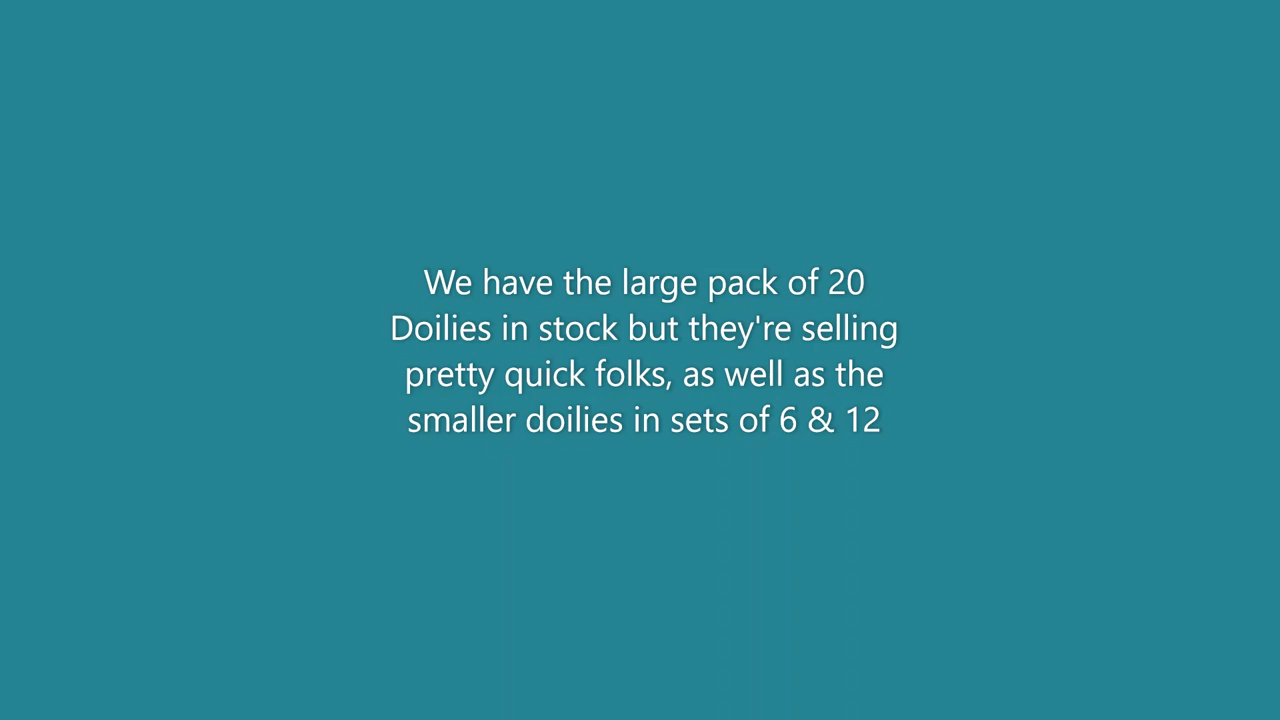 We have the large pack of 20
Doilies in stock but they're selling
pretty quick folks, as well as the
smaller doilies in sets of 6 & 12